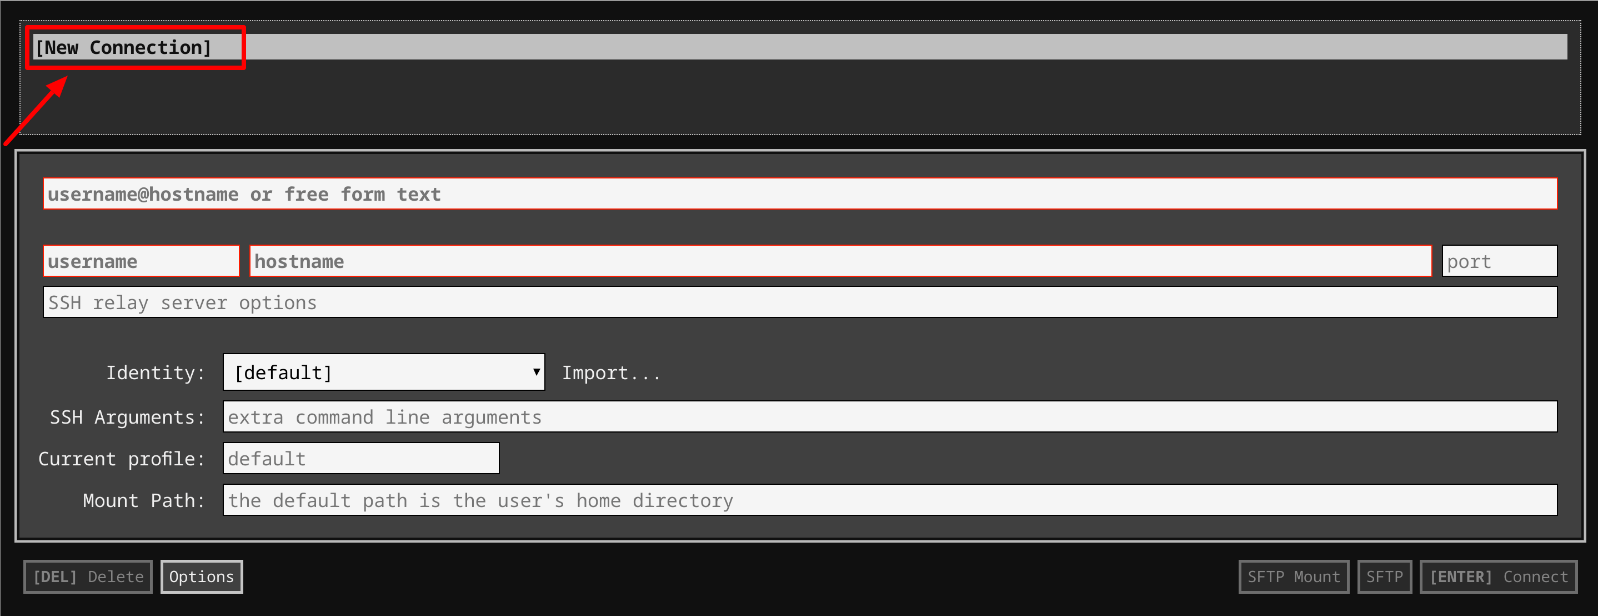 [New Connection]
username@hostname or free form text
username hostname port
SSH relay server options
Identity: [default] Import...
SSH Arguments: extra command line arguments
Current profile: default
Mount Path: the default path is the user's home directory
[DEL] Delete Options SFTP Mount SFTP [ENTER] Connect